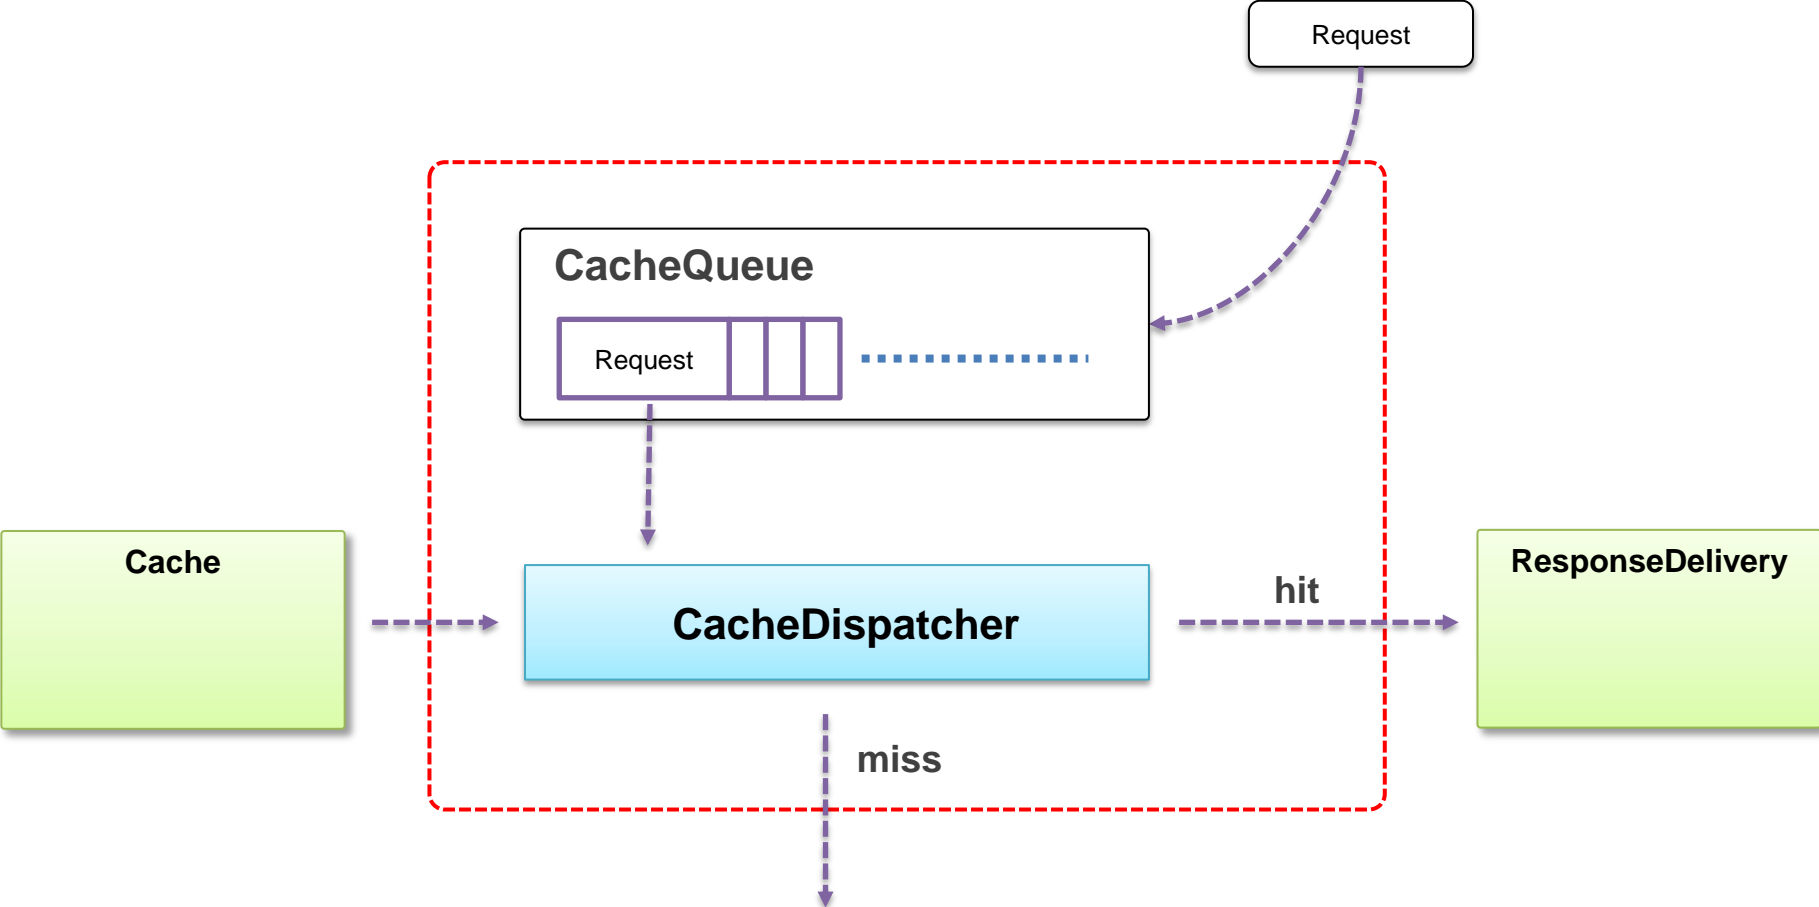 Request
CacheQueue
Request
Cache
CacheDispatcher
hit
ResponseDelivery
miss